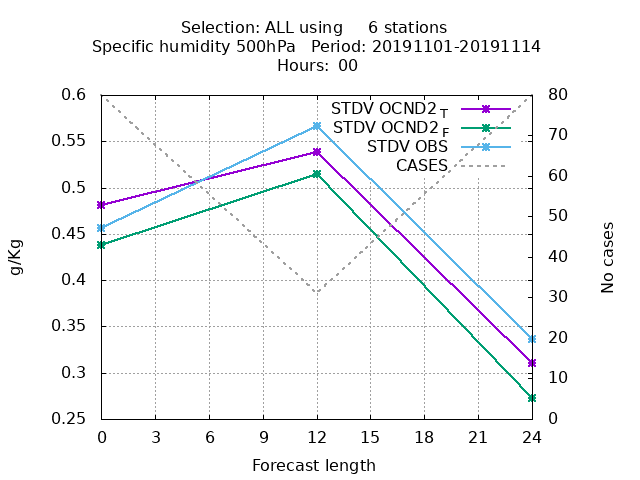 Selection: ALL using     6 stations
Specific humidity 500hPa   Period: 20191101-20191114
Hours: 00
STDV OCND2 T
STDV OCND2 F
STDV OBS
CASES
0.6
0.55
0.5
0.45
0.4
0.35
0.3
0.25
g/Kg
80
70
60
50
40
30
20
10
0
No cases
0 3 6 9 12 15 18 21 24
Forecast length